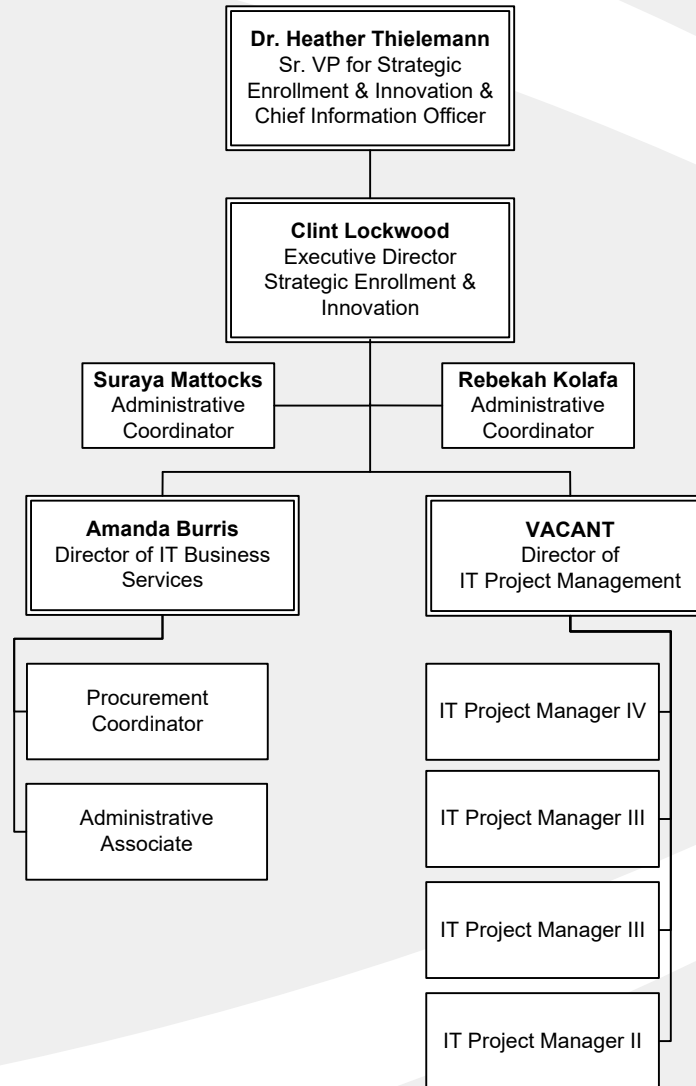 Dr. Heather Thielemann
Sr. VP for Strategic
Enrollment & Innovation &
Chief Information Officer
Clint Lockwood
Executive Director
Strategic Enrollment &
Innovation
Suraya Mattocks
Administrative
Coordinator
Rebekah Kolafa
Administrative
Coordinator
Amanda Burris
Director of IT Business
Services
VACANT
Director of
IT Project Management
Procurement
Coordinator
Administrative
Associate
IT Project Manager IV
IT Project Manager III
IT Project Manager III
IT Project Manager II